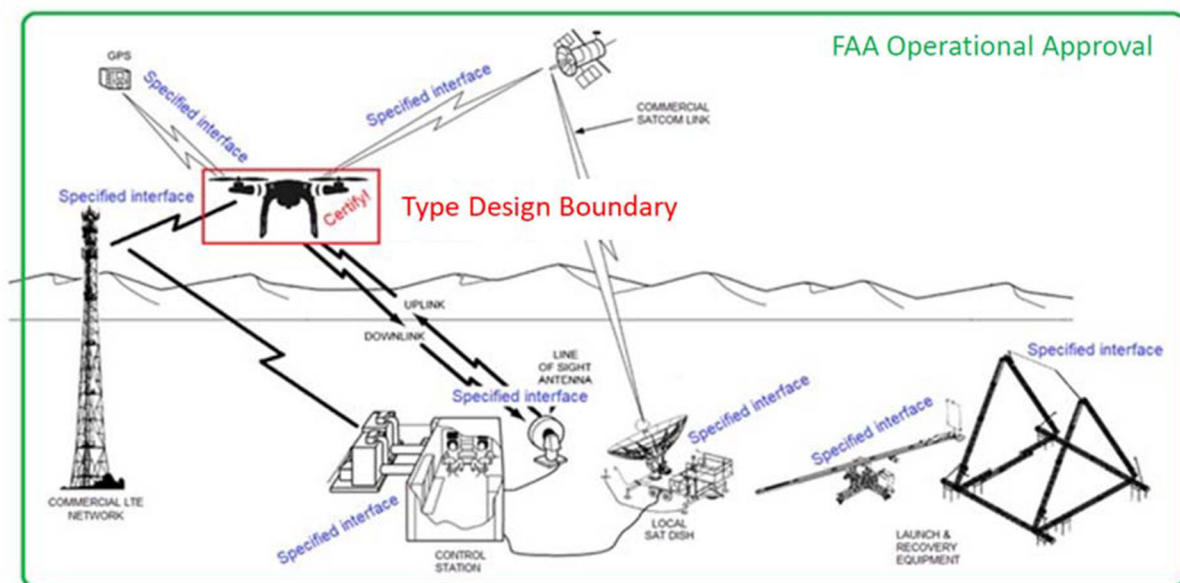 FAA Operational Approval
GPS
Specified interface
Specified interface
COMMERCIAL
SATCOM LINK
Specified interface
Certify!
Type Design Boundary
UPLINK
DOWNLINK
LINE
OF SIGHT
ANTENNA
Specified interface
Specified interface
Specified interface
Specified interface
Specified interface
COMMERCIAL LTE
NETWORK
CONTROL
STATION
LOCAL
SAT DISH
LAUNCH &
RECOVERY
EQUIPMENT